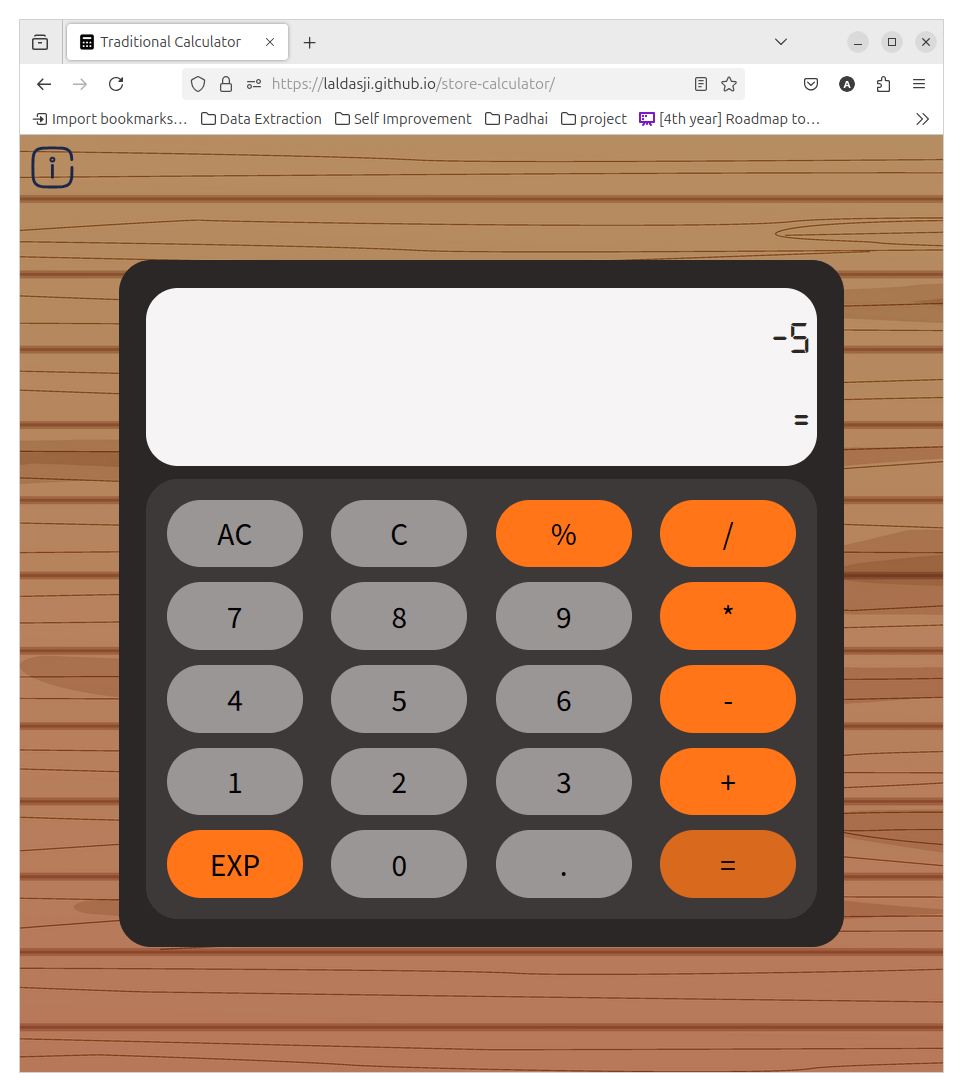 Traditional Calculator
https://laldasji.github.io/store-calculator/
A
Import bookmarks… Data Extraction Self Improvement Padhai project [4th year] Roadmap to…
i
-5
=
AC C % /
7 8 9 *
4 5 6 -
1 2 3 +
EXP 0 . =